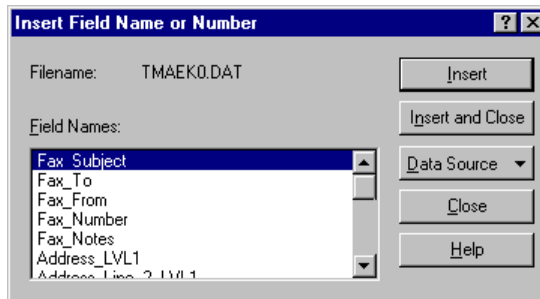 Insert Field Name or Number
Filename: TMAEK0.DAT
Insert
Insert and Close
Field Names:
Data Source
Fax_Subject
Fax_To
Fax_From
Fax_Number
Fax_Notes
Address_LVL1
Address_Line_2_LVL1
Close
Help